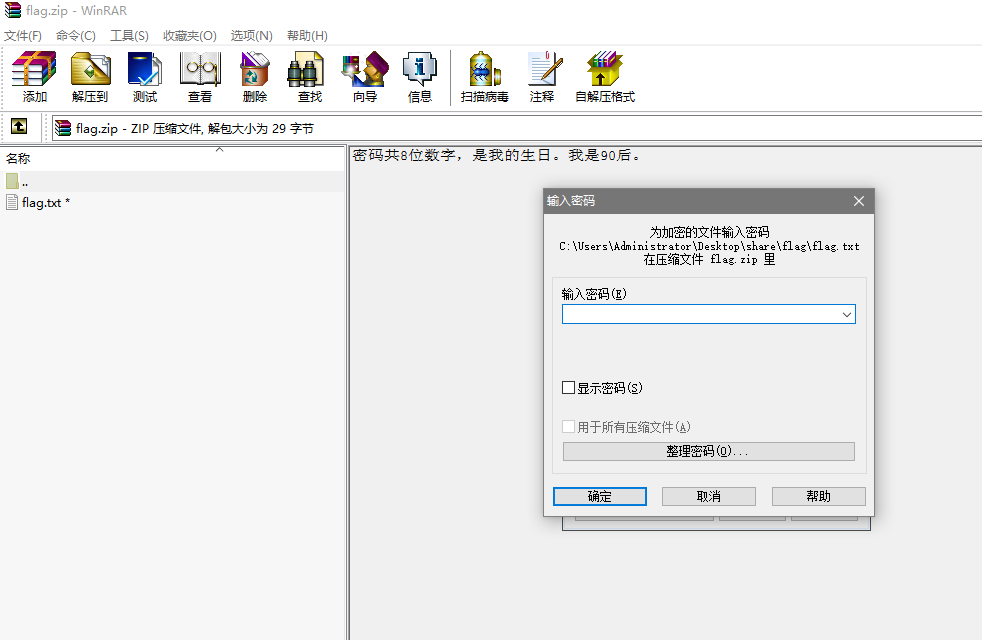 flag.zip - WinRAR
文件(F) 命令(C) 工具(S) 收藏夹(O) 选项(N) 帮助(H)
添加 解压到 测试 查看 删除 查找 向导 信息 扫描病毒 注释 自解压格式
flag.zip - ZIP 压缩文件, 解包大小为 29 字节
名称
..
flag.txt *
密码共8位数字，是我的生日。我是90后。
输入密码
为加密的文件输入密码
C:\Users\Administrator\Desktop\share\flag\flag.txt
在压缩文件 flag.zip 里
输入密码(E)
显示密码(S)
用于所有压缩文件(A)
整理密码(O)...
确定 取消 帮助